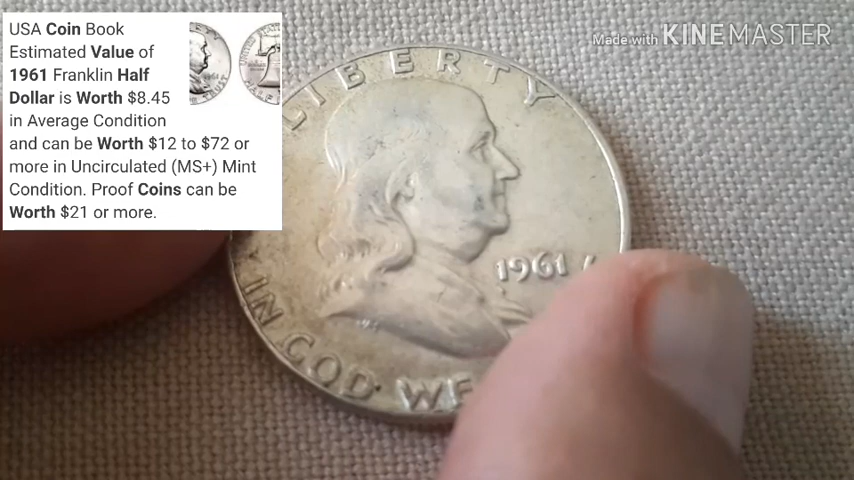 USA Coin Book
Estimated Value of
1961 Franklin Half
Dollar is Worth $8.45
in Average Condition
and can be Worth $12 to $72 or
more in Uncirculated (MS+) Mint
Condition. Proof Coins can be
Worth $21 or more.
Made with KINEMASTER
LIBERTY
1961
IN GOD WE